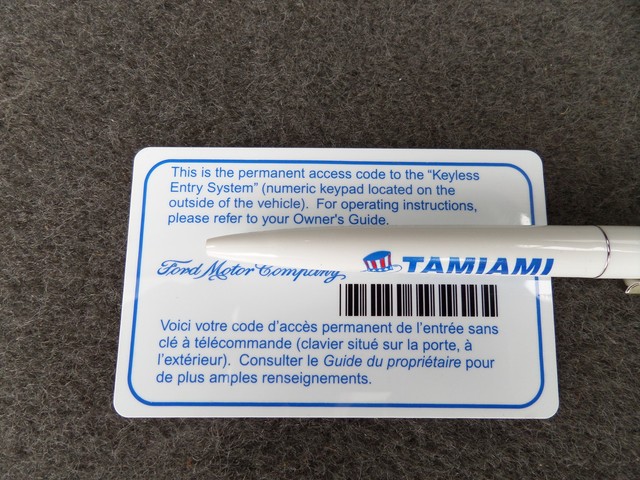 This is the permanent access code to the “Keyless
Entry System” (numeric keypad located on the
outside of the vehicle). For operating instructions,
please refer to your Owner's Guide.
Ford Motor Company
TAMIAMI
Voici votre code d'accès permanent de l'entrée sans
clé à télécommande (clavier situé sur la porte, à
l'extérieur). Consulter le Guide du propriétaire pour
de plus amples renseignements.